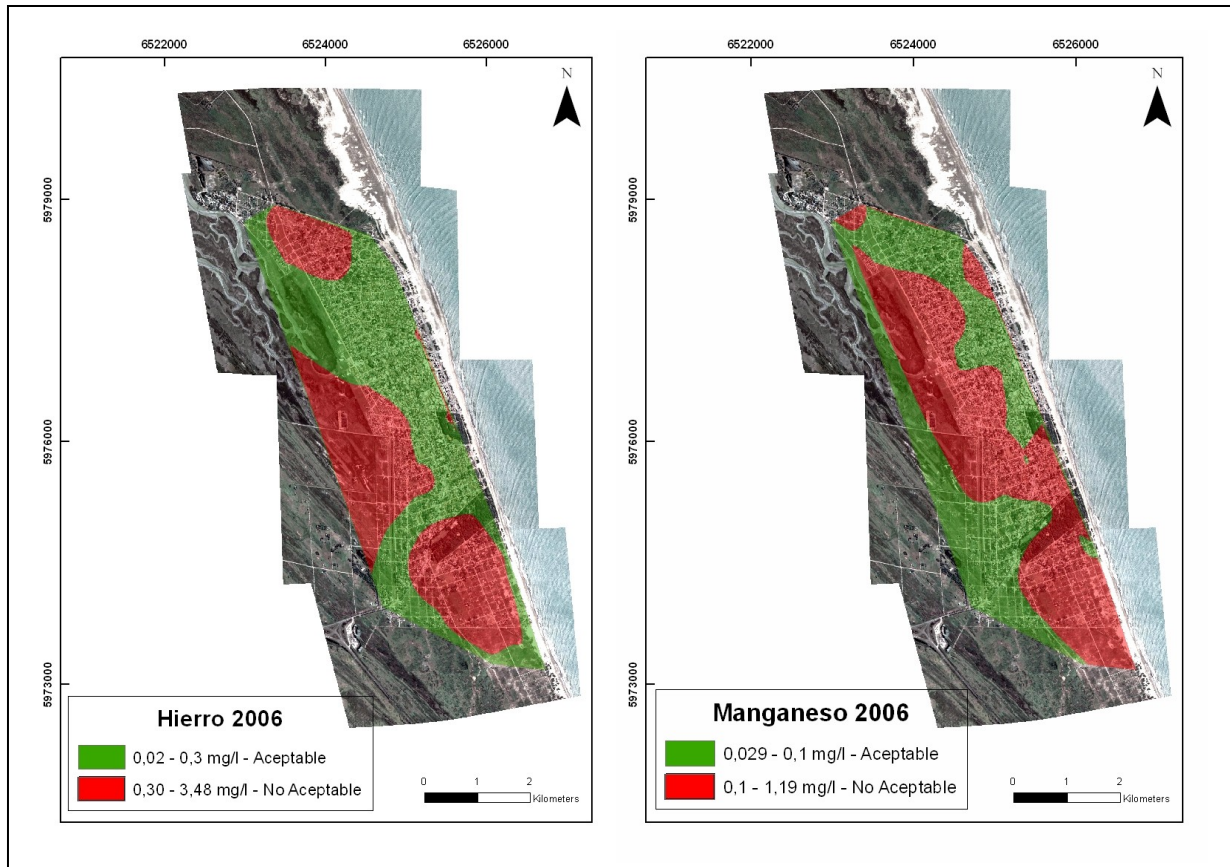 6522000 6524000 6526000
N
5979000
5976000
5973000
Hierro 2006
0,02 - 0,3 mg/l - Aceptable
0,30 - 3,48 mg/l - No Aceptable
0 1 2
Kilometers
6522000 6524000 6526000
N
5979000
5976000
5973000
Manganeso 2006
0,029 - 0,1 mg/l - Aceptable
0,1 - 1,19 mg/l - No Aceptable
0 1 2
Kilometers